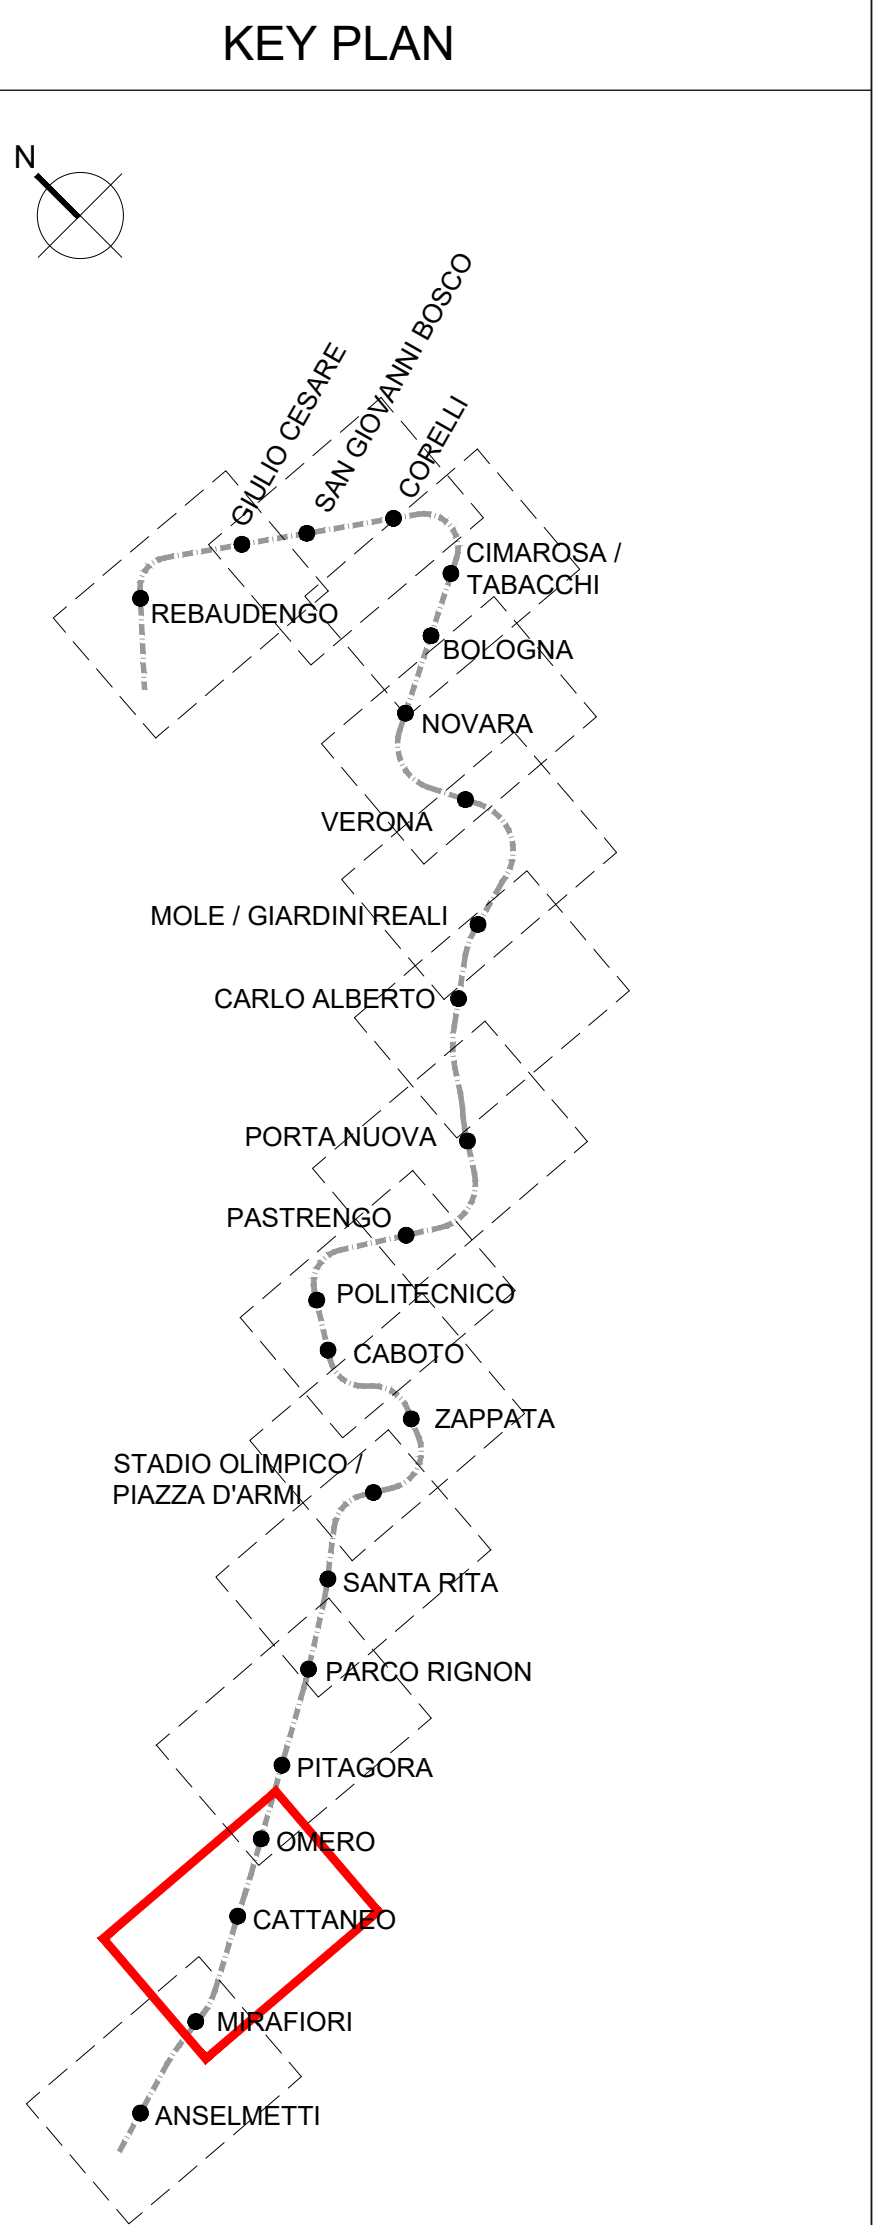 KEY PLAN
N
GIULIO CESARE
SAN GIOVANNI BOSCO
CORELLI
CIMAROSA /
TABACCHI
REBAUDENGO
BOLOGNA
NOVARA
VERONA
MOLE / GIARDINI REALI
CARLO ALBERTO
PORTA NUOVA
PASTRENGO
POLITECNICO
CABOTO
ZAPPATA
STADIO OLIMPICO /
PIAZZA D'ARMI
SANTA RITA
PARCO RIGNON
PITAGORA
OMERO
CATTANEO
MIRAFIORI
ANSELMETTI